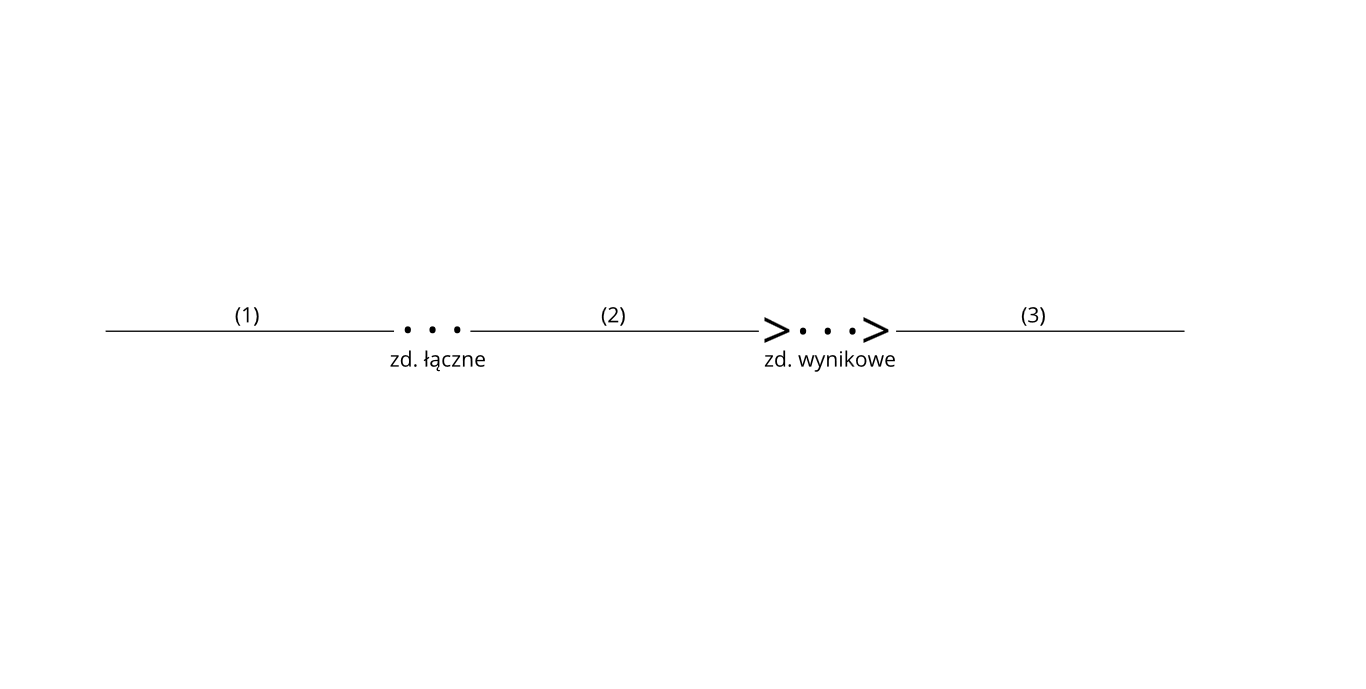 (1) (2) (3)
zd. łączne zd. wynikowe